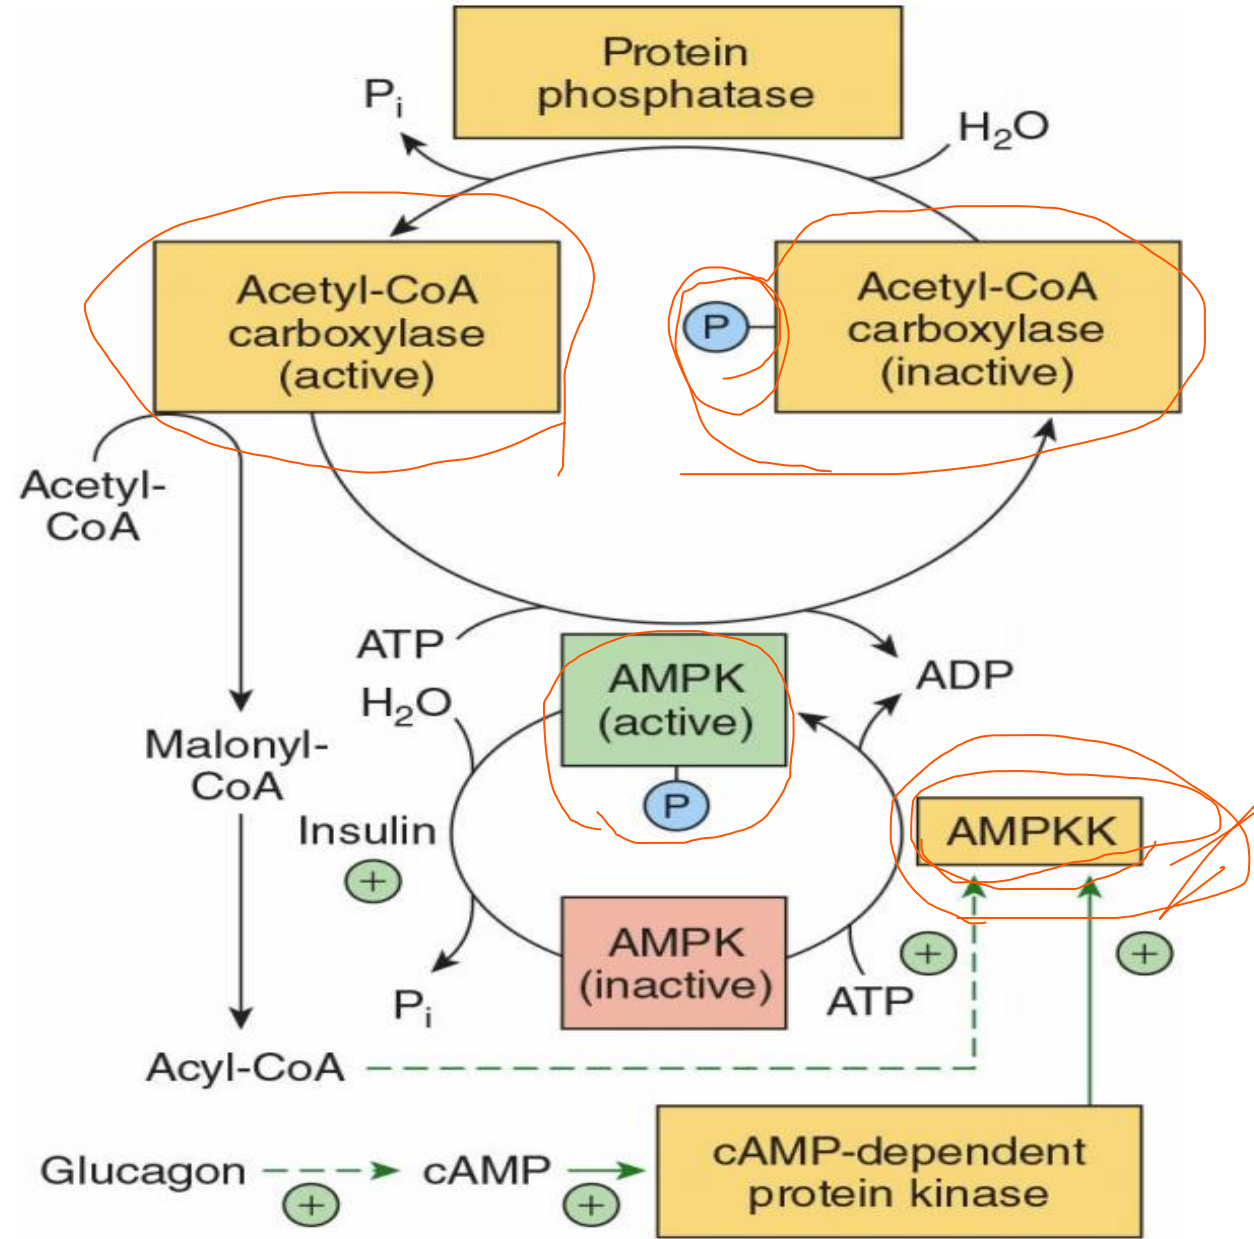 Protein
phosphatase
Pi
H2O
Acetyl-CoA
carboxylase
(active)
P
Acetyl-CoA
carboxylase
(inactive)
Acetyl-
CoA
ATP
AMPK
(active)
ADP
H2O
P
Malonyl-
CoA
Insulin
+
AMPKK
AMPK
(inactive)
+
+
ATP
Pi
Acyl-CoA
Glucagon
+
cAMP
+
cAMP-dependent
protein kinase